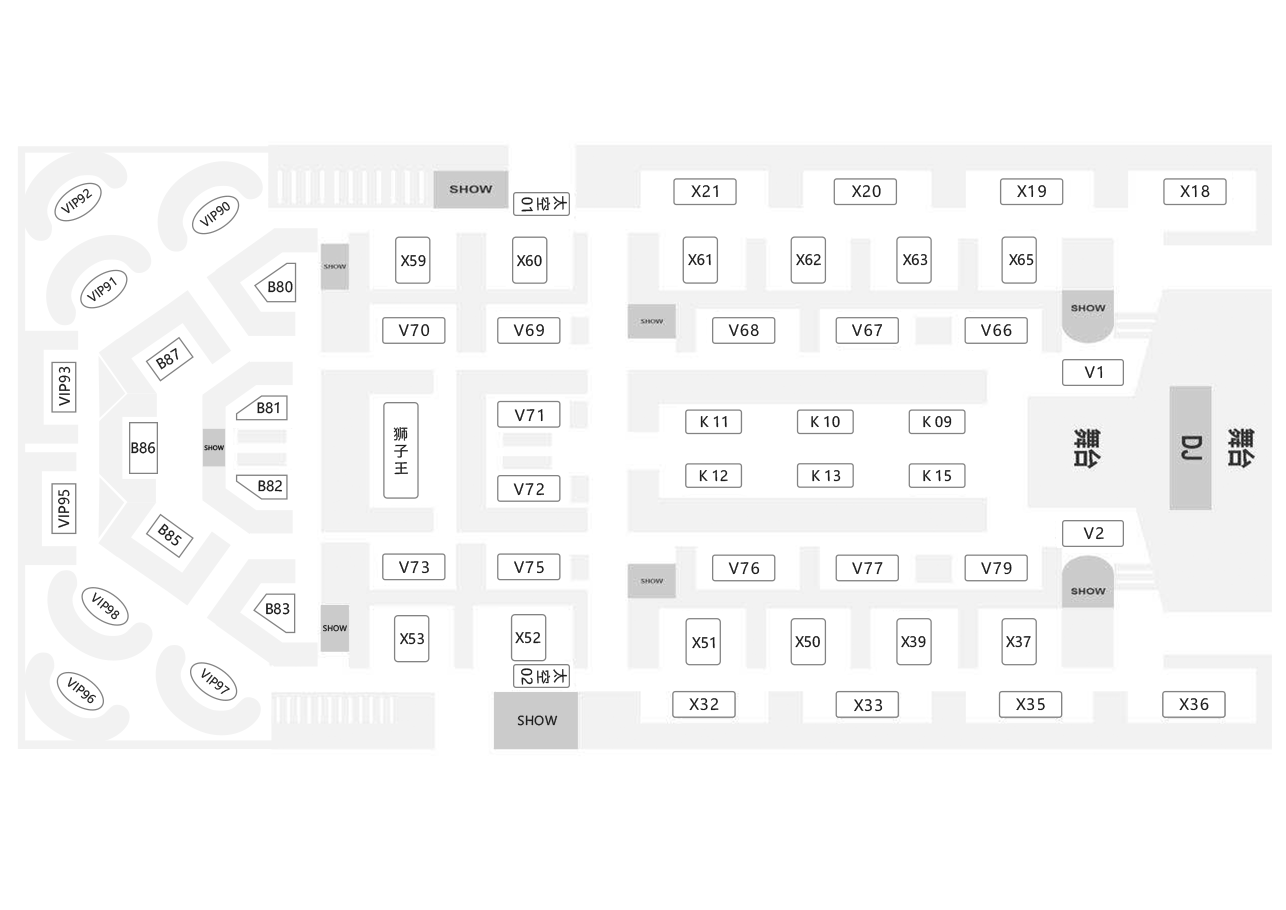 X21
X20
X19
X18
SHOW
太空01
VIP92
VIP90
VIP91
B80
SHOW
X59
X60
X61
X62
X63
X65
V70
V69
SHOW
V68
V67
V66
SHOW
V1
B87
VIP93
B81
狮子王
V71
K 11
K 10
K 09
B86
SHOW
舞台
DJ
舞台
B82
V72
K 12
K 13
K 15
VIP95
B85
V2
V73
V75
SHOW
V76
V77
V79
SHOW
VIP98
B83
SHOW
X53
X52
X51
X50
X39
X37
太空02
VIP96
VIP97
SHOW
X32
X33
X35
X36